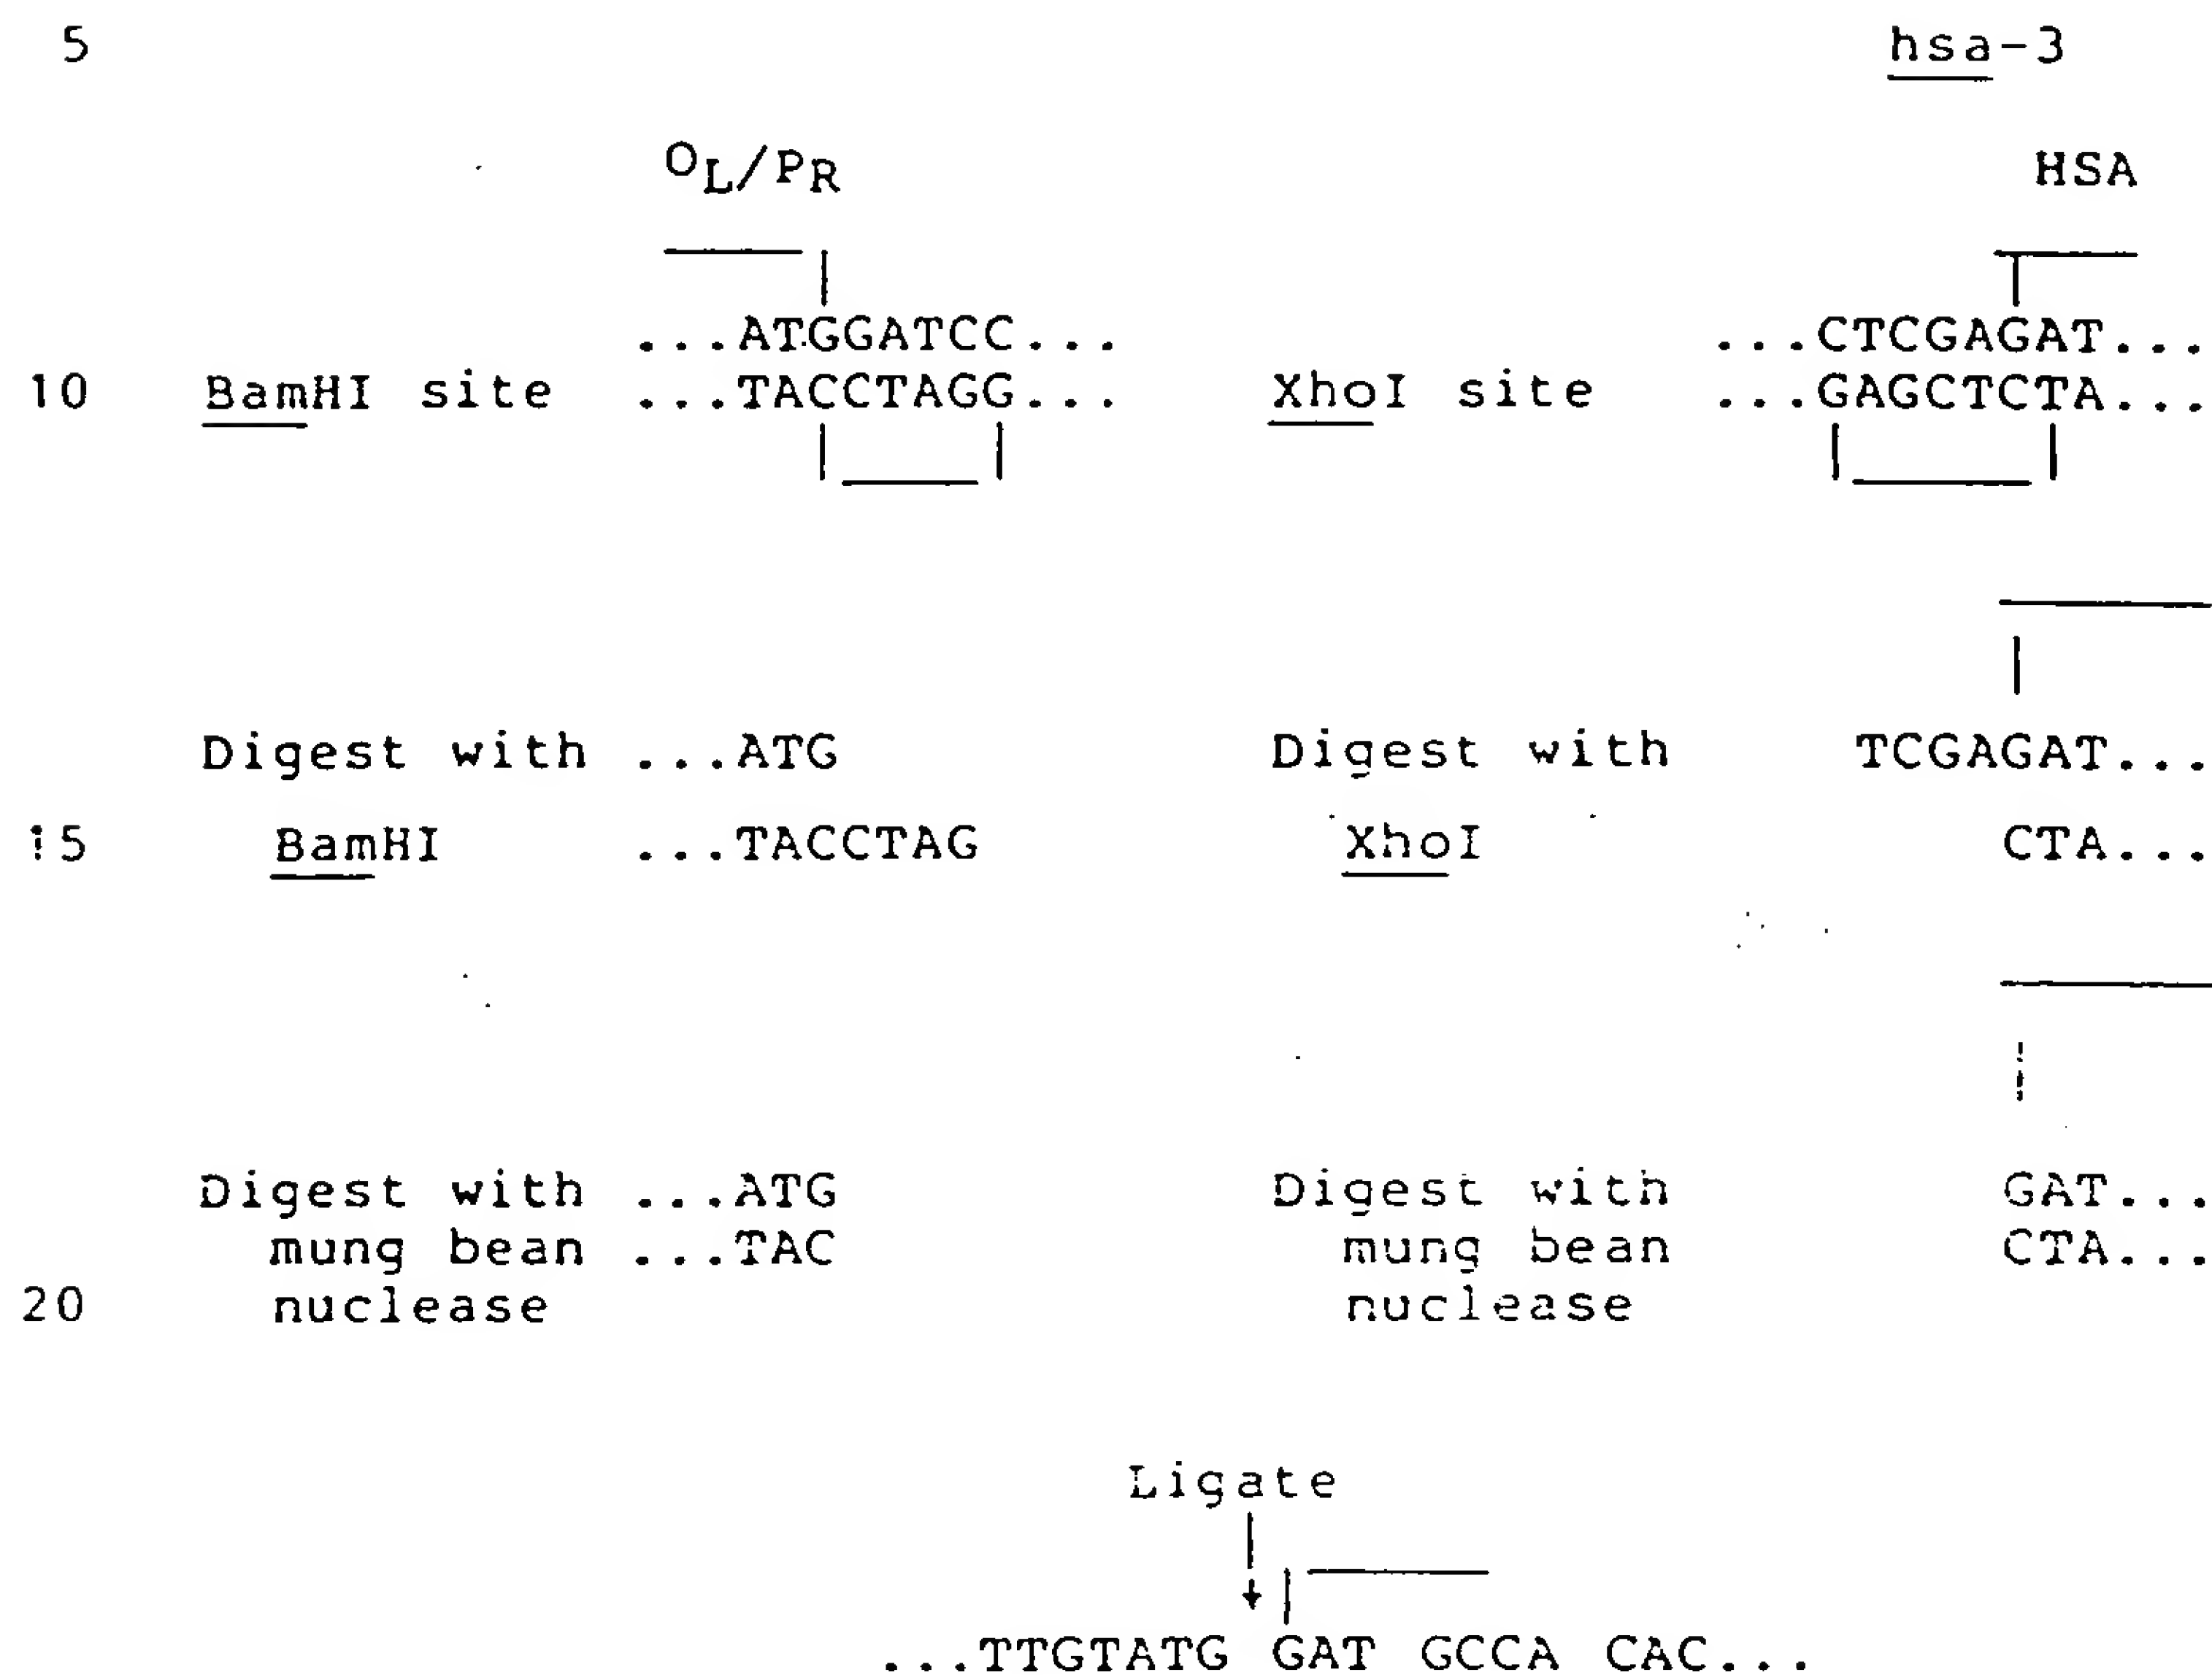 5 hsa-3
OL/PR HSA
...ATGGATCC... ...CTCGAGAT...
10 BamHI site ...TACCTAGG... XhoI site ...GAGCTCTA...
Digest with ...ATG Digest with TCGAGAT...
15 BamHI ...TACCTAG XhoI CTA...
Digest with ...ATG Digest with GAT...
mung bean ...TAC mung bean CTA...
20 nuclease nuclease
Ligate
...TTGTATG GAT GCCA CAC...